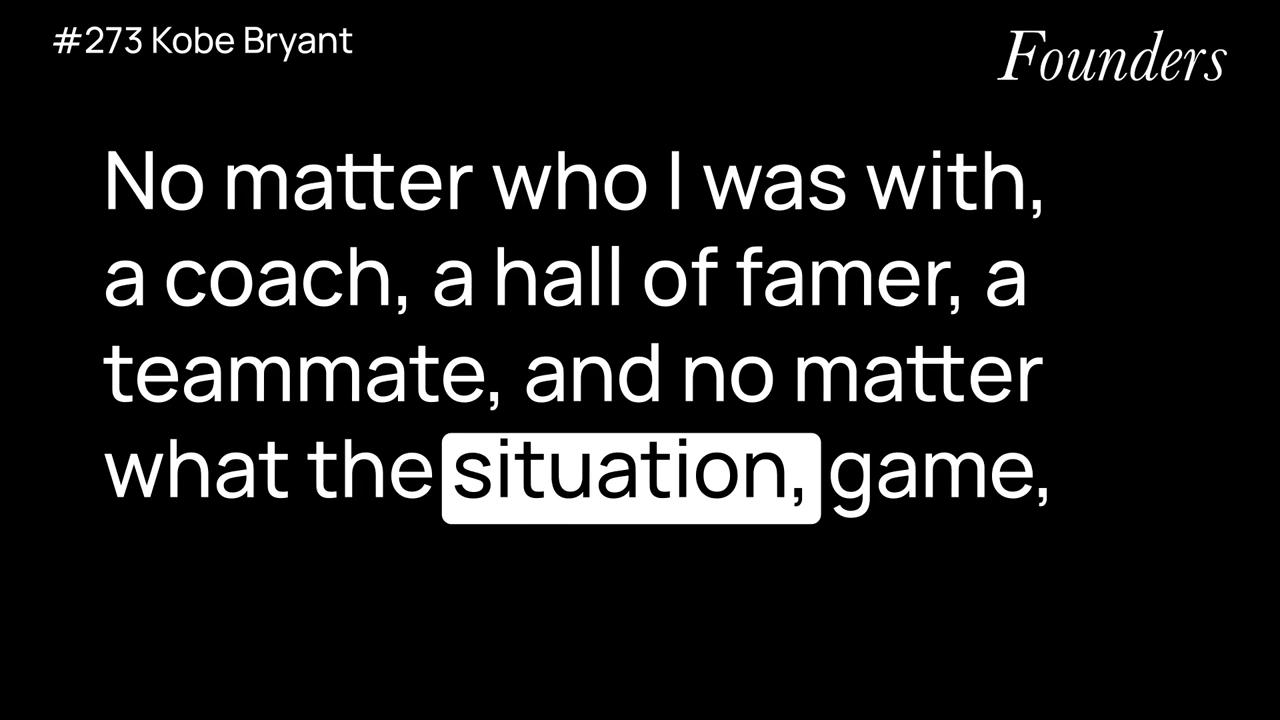 #273 Kobe Bryant
Founders
No matter who I was with,
a coach, a hall of famer, a
teammate, and no matter
what the situation, game,